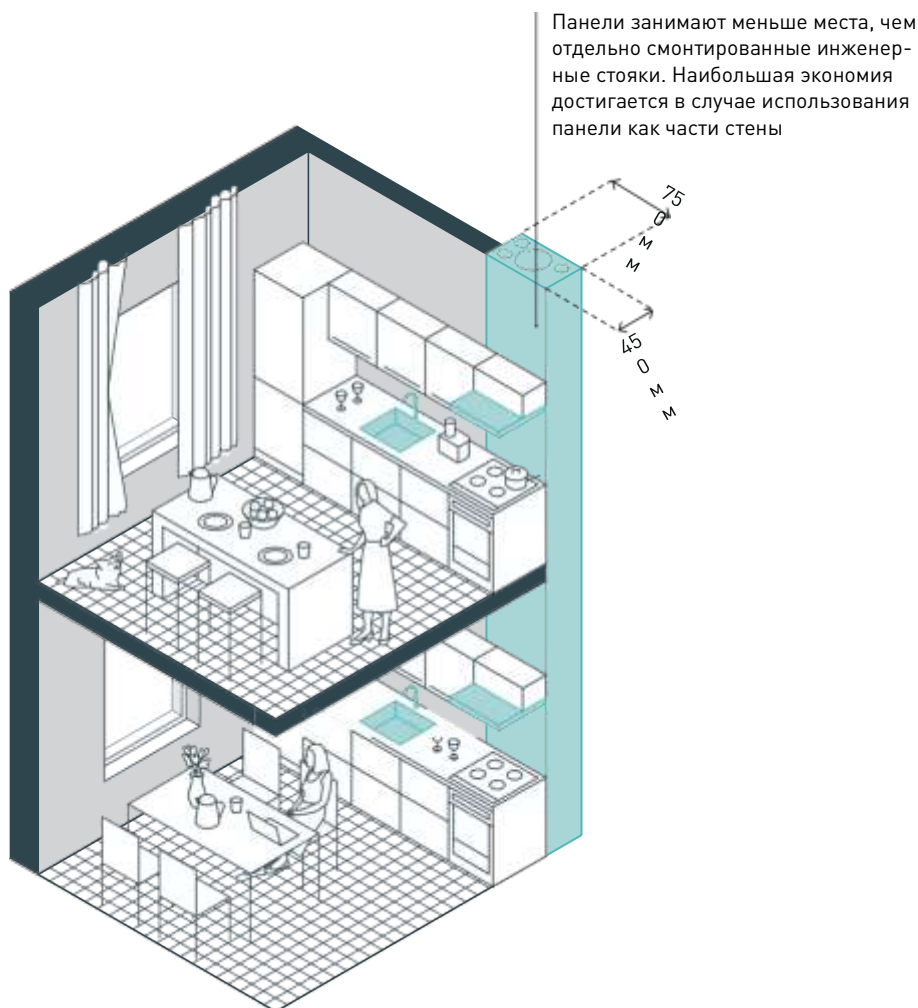 Панели занимают меньше места, чем
отдельно смонтированные инженер-
ные стояки. Наибольшая экономия
достигается в случае использования
панели как части стены
750 мм
450 мм